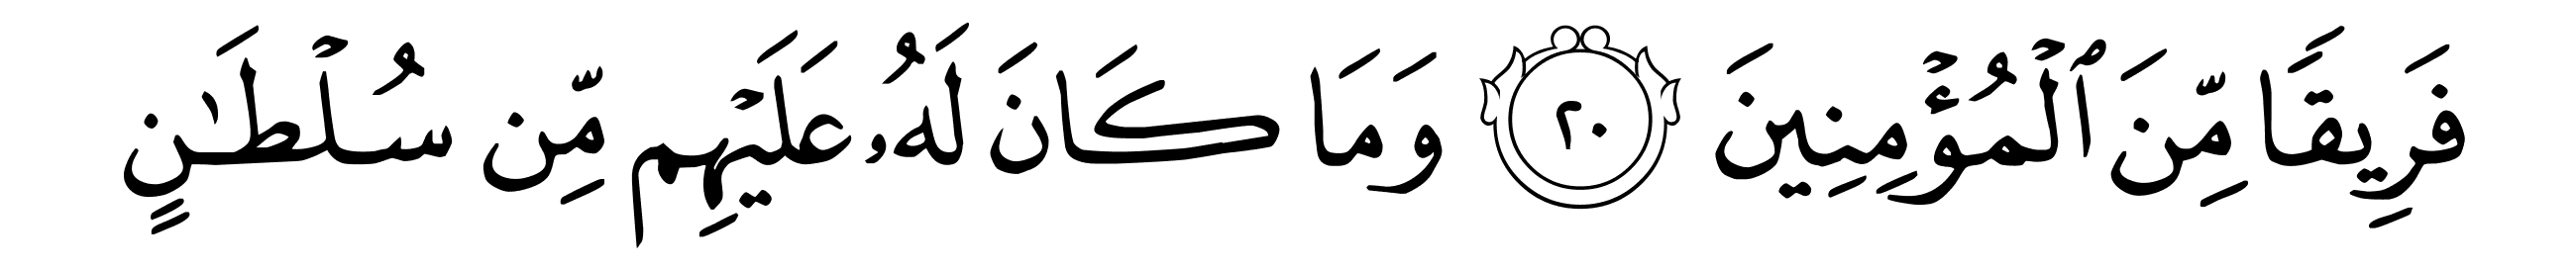 فَرِيقًا مِّنَ ٱلْمُؤْمِنِينَ ٢٠ وَمَا كَانَ لَهُۥ عَلَيْهِم مِّن سُلْطَـٰنٍ